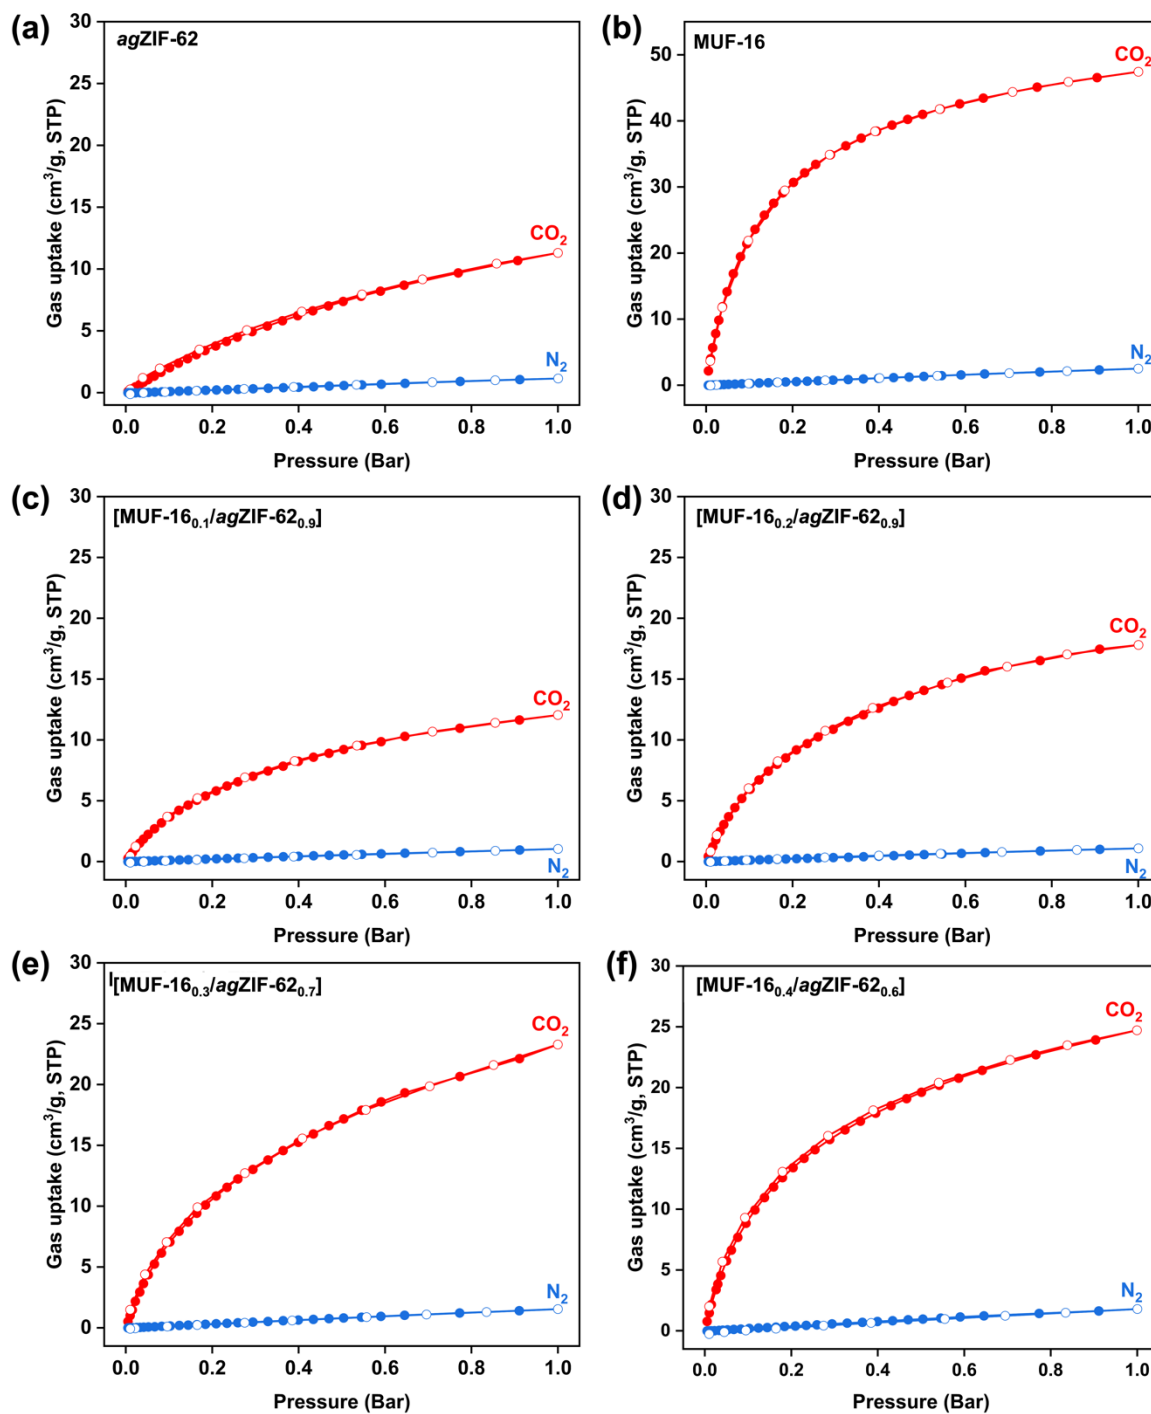 (a)
agZIF-62
30
25
20
15
10
5
0
Gas uptake (cm³/g, STP)
CO₂
N₂
0.0 0.2 0.4 0.6 0.8 1.0
Pressure (Bar)
(b)
MUF-16
50
40
30
20
10
0
Gas uptake (cm³/g, STP)
CO₂
N₂
0.0 0.2 0.4 0.6 0.8 1.0
Pressure (Bar)
(c)
[MUF-16₀.₁/agZIF-62₀.₉]
30
25
20
15
10
5
0
Gas uptake (cm³/g, STP)
CO₂
N₂
0.0 0.2 0.4 0.6 0.8 1.0
Pressure (Bar)
(d)
[MUF-16₀.₂/agZIF-62₀.₉]
30
25
20
15
10
5
0
Gas uptake (cm³/g, STP)
CO₂
N₂
0.0 0.2 0.4 0.6 0.8 1.0
Pressure (Bar)
(e)
[MUF-16₀.₃/agZIF-62₀.₇]
30
25
20
15
10
5
0
Gas uptake (cm³/g, STP)
CO₂
N₂
0.0 0.2 0.4 0.6 0.8 1.0
Pressure (Bar)
(f)
[MUF-16₀.₄/agZIF-62₀.₆]
30
25
20
15
10
5
0
Gas uptake (cm³/g, STP)
CO₂
N₂
0.0 0.2 0.4 0.6 0.8 1.0
Pressure (Bar)